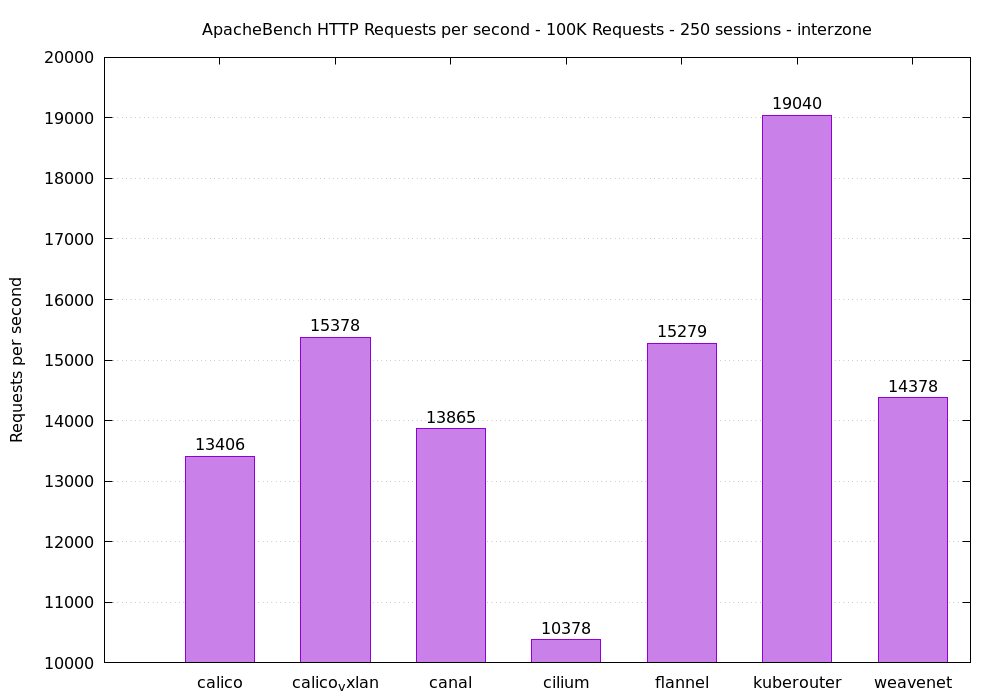 ApacheBench HTTP Requests per second - 100K Requests - 250 sessions - interzone
Requests per second
20000
19000
18000
17000
16000
15000
14000
13000
12000
11000
10000
13406
15378
13865
10378
15279
19040
14378
calico
calicovxlan
canal
cilium
flannel
kuberouter
weavenet